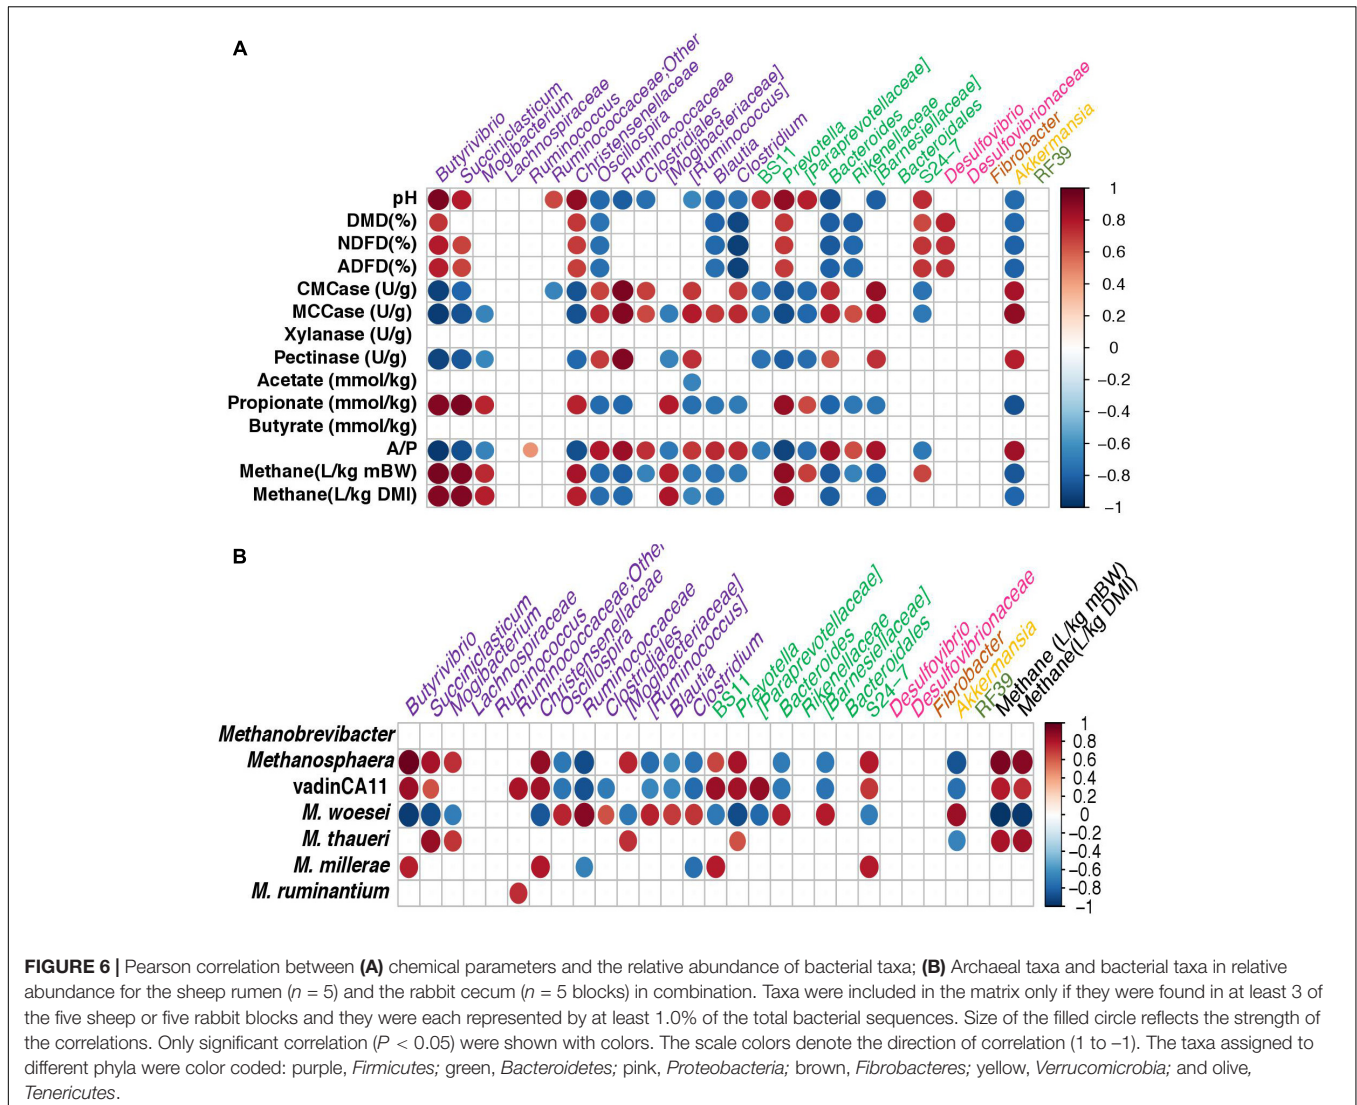 A
Butyrivibrio
Succiniclasticum
Mogibacterium
Lachnospiraceae
Ruminococcus
Ruminococcaceae;Other
Christensenellaceae
Oscillospira
Ruminococcaceae
Clostridiales
[Mogibacteriaceae]
[Ruminococcus]
Blautia
Clostridium
BS11
Prevotella
[Paraprevotellaceae]
Bacteroides
Rikenellaceae
[Barnesiellaceae]
Bacteroidales
S24-7
Desulfovibrio
Desulfovibrionaceae
Fibrobacter
Akkermansia
RF39
pH
DMD(%)
NDFD(%)
ADFD(%)
CMCase (U/g)
MCCase (U/g)
Xylanase (U/g)
Pectinase (U/g)
Acetate (mmol/kg)
Propionate (mmol/kg)
Butyrate (mmol/kg)
A/P
Methane(L/kg mBW)
Methane(L/kg DMI)
1
0.8
0.6
0.4
0.2
0
−0.2
−0.4
−0.6
−0.8
−1
B
Butyrivibrio
Succiniclasticum
Mogibacterium
Lachnospiraceae
Ruminococcus
Ruminococcaceae;Other
Christensenellaceae
Oscillospira
Ruminococcaceae
Clostridiales
[Mogibacteriaceae]
[Ruminococcus]
Blautia
Clostridium
BS11
Prevotella
[Paraprevotellaceae]
Bacteroides
Rikenellaceae
[Barnesiellaceae]
Bacteroidales
S24-7
Desulfovibrio
Desulfovibrionaceae
Fibrobacter
Akkermansia
RF39
Methane (L/kg mBW)
Methane(L/kg DMI)
Methanobrevibacter
Methanosphaera
vadinCA11
M. woesei
M. thaueri
M. millerae
M. ruminantium
1
0.8
0.6
0.4
0.2
0
−0.2
−0.4
−0.6
−0.8
−1
FIGURE 6 | Pearson correlation between (A) chemical parameters and the relative abundance of bacterial taxa; (B) Archaeal taxa and bacterial taxa in relative
abundance for the sheep rumen (n = 5) and the rabbit cecum (n = 5 blocks) in combination. Taxa were included in the matrix only if they were found in at least 3 of
the five sheep or five rabbit blocks and they were each represented by at least 1.0% of the total bacterial sequences. Size of the filled circle reflects the strength of
the correlations. Only significant correlation (P < 0.05) were shown with colors. The scale colors denote the direction of correlation (1 to −1). The taxa assigned to
different phyla were color coded: purple, Firmicutes; green, Bacteroidetes; pink, Proteobacteria; brown, Fibrobacteres; yellow, Verrucomicrobia; and olive,
Tenericutes.